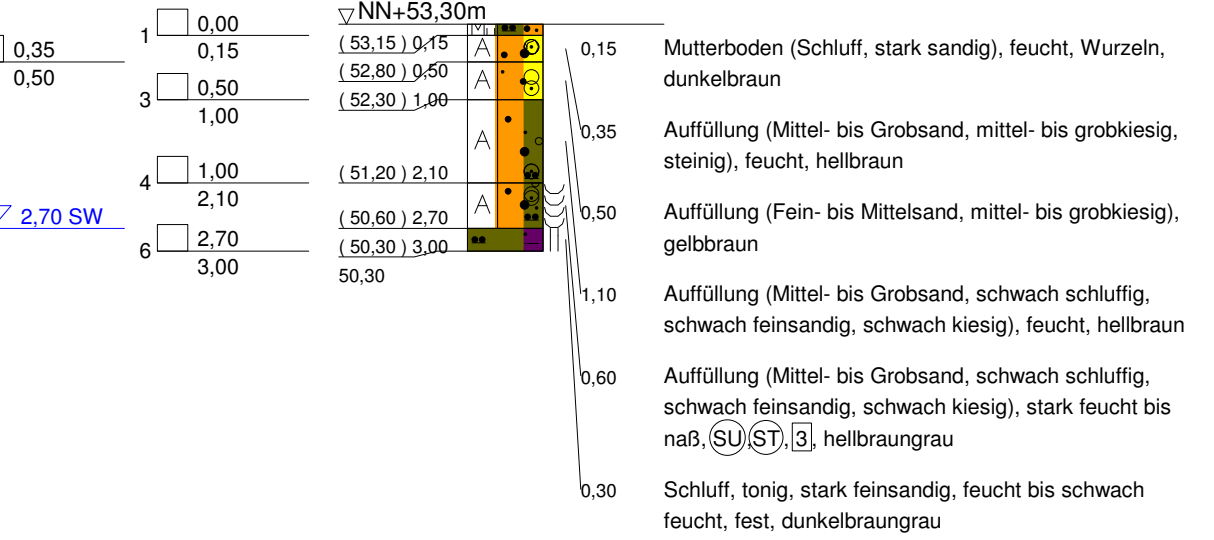 NN+53,30m
0,35
0,50
1
0,00
0,15
3
0,50
1,00
4
1,00
2,10
2,70 SW
6
2,70
3,00
( 53,15 ) 0,15
( 52,80 ) 0,50
( 52,30 ) 1,00
( 51,20 ) 2,10
( 50,60 ) 2,70
( 50,30 ) 3,00
50,30
M
A
A
A
A
0,15 Mutterboden (Schluff, stark sandig), feucht, Wurzeln,
dunkelbraun
0,35 Auffüllung (Mittel- bis Grobsand, mittel- bis grobkiesig,
steinig), feucht, hellbraun
0,50 Auffüllung (Fein- bis Mittelsand, mittel- bis grobkiesig),
gelbbraun
1,10 Auffüllung (Mittel- bis Grobsand, schwach schluffig,
schwach feinsandig, schwach kiesig), feucht, hellbraun
0,60 Auffüllung (Mittel- bis Grobsand, schwach schluffig,
schwach feinsandig, schwach kiesig), stark feucht bis
naß, SU, ST, 3, hellbraungrau
0,30 Schluff, tonig, stark feinsandig, feucht bis schwach
feucht, fest, dunkelbraungrau